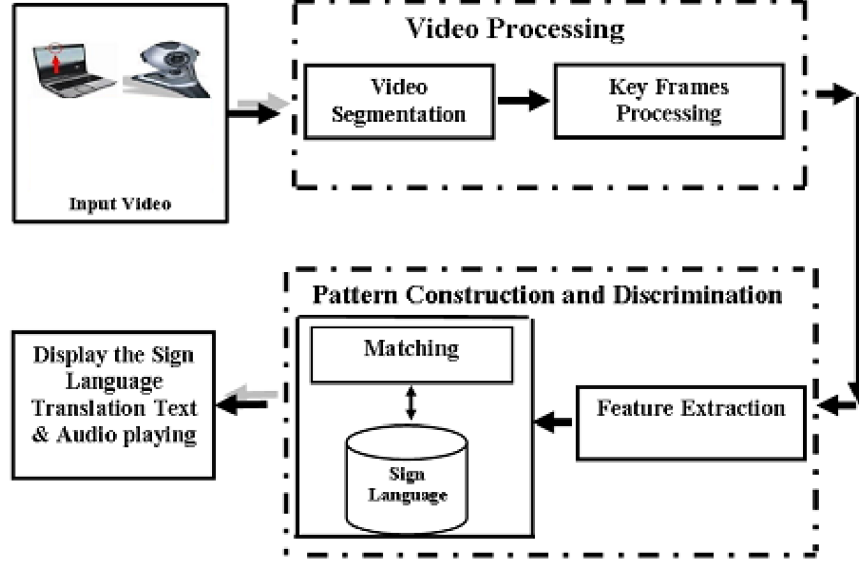 Video Processing
Video
Segmentation
Key Frames
Processing
Input Video
Pattern Construction and Discrimination
Matching
Sign
Language
Feature Extraction
Display the Sign
Language
Translation Text
& Audio playing